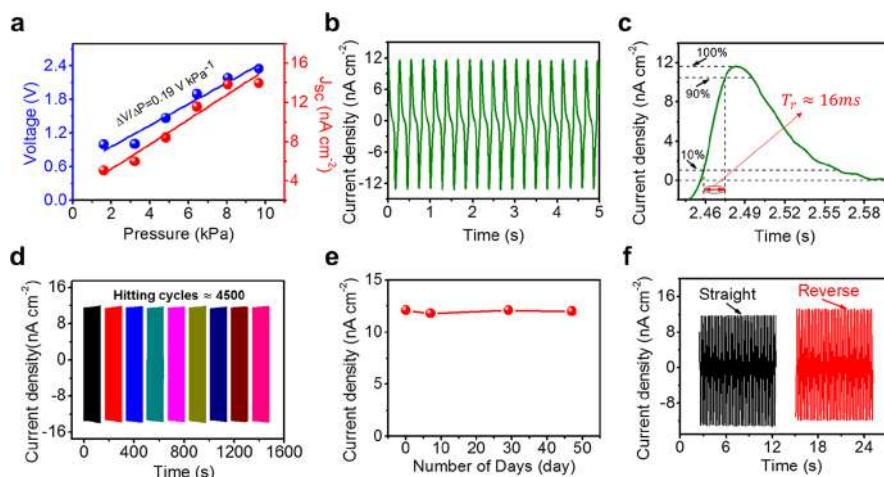 a
ΔV/ΔP=0.19 V kPa-1
Voltage (V)
2.4
1.8
1.2
0.6
0.0
0 2 4 6 8 10
Pressure (kPa)
16
12
8
4
Jsc (nA cm-2)
b
Current density (nA cm-2)
12
6
0
-6
-12
0 1 2 3 4 5
Time (s)
c
Current density (nA cm-2)
12
8
4
0
100%
90%
10%
Tr ≈ 16ms
2.46 2.49 2.52 2.55 2.58
Time (s)
d
Hitting cycles ≈ 4500
Current density(nA cm-2)
16
8
0
-8
-16
0 400 800 1200 1600
Time (s)
e
Current density (nA cm-2)
15
10
5
0
0 10 20 30 40 50
Number of Days (day)
f
Straight
Reverse
Current density (nA cm-2)
16
8
0
-8
0 6 12 18 24
Time (s)